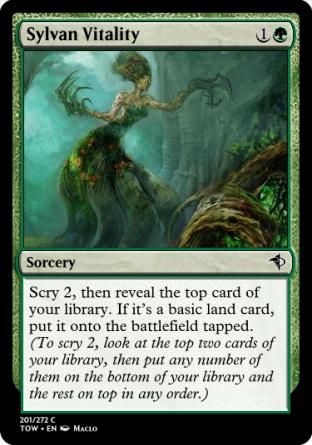 Sylvan Vitality 1
Sorcery
Scry 2, then reveal the top card of
your library. If it's a basic land card,
put it onto the battlefield tapped.
(To scry 2, look at the top two cards of
your library, then put any number of
them on the bottom of your library and
the rest on top in any order.)
201/272 C
TOW • EN Maclo